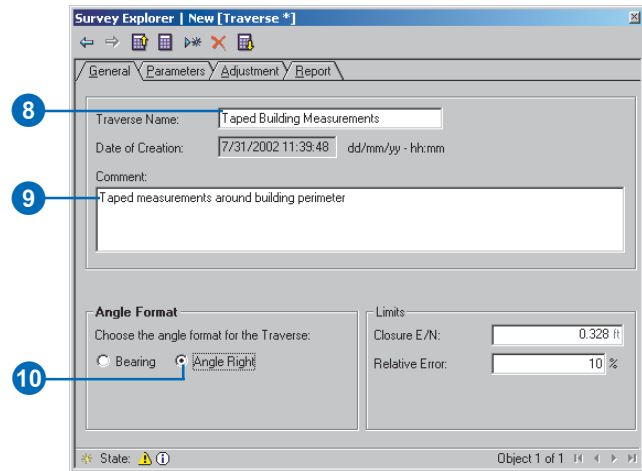 Survey Explorer | New [Traverse *]
General Parameters Adjustment Report
8
Traverse Name: Taped Building Measurements
Date of Creation: 7/31/2002 11:39:48 dd/mm/yy - hh:mm
Comment:
9
Taped measurements around building perimeter
Angle Format
Choose the angle format for the Traverse:
10
Bearing Angle Right
Limits
Closure E/N: 0.328 ft
Relative Error: 10 %
State: Object 1 of 1